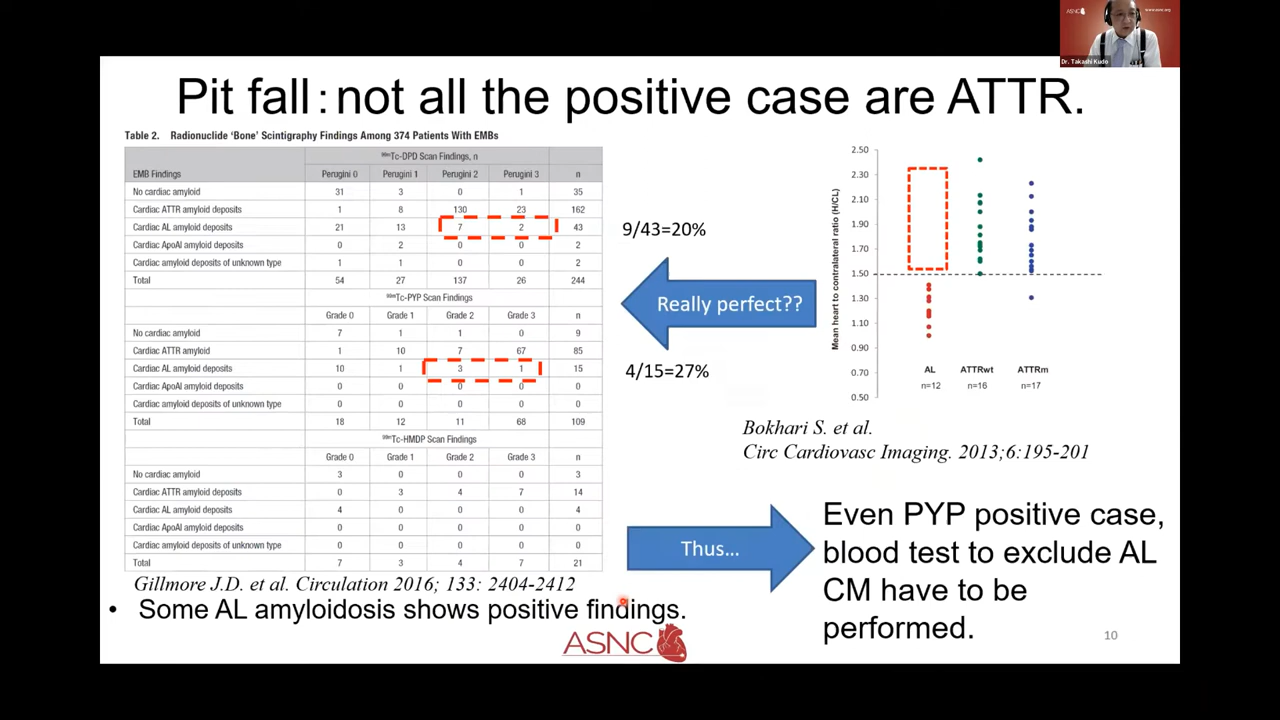 ASNC
www.asnc.org
Dr. Takashi Kudo
Pit fall：not all the positive case are ATTR.
Table 2. Radionuclide ‘Bone’ Scintigraphy Findings Among 374 Patients With EMBs
99mTc-DPD Scan Findings, n
EMB Findings Perugini 0 Perugini 1 Perugini 2 Perugini 3 n
No cardiac amyloid 31 3 0 1 35
Cardiac ATTR amyloid deposits 1 8 130 23 162
Cardiac AL amyloid deposits 21 13 7 2 43
Cardiac ApoAI amyloid deposits 0 2 0 0 2
Cardiac amyloid deposits of unknown type 1 1 0 0 2
Total 54 27 137 26 244
99mTc-PYP Scan Findings
Grade 0 Grade 1 Grade 2 Grade 3 n
No cardiac amyloid 7 1 1 0 9
Cardiac ATTR amyloid 1 10 7 67 85
Cardiac AL amyloid deposits 10 1 3 1 15
Cardiac ApoAI amyloid deposits 0 0 0 0 0
Cardiac amyloid deposits of unknown type 0 0 0 0 0
Total 18 12 11 68 109
99mTc-HMDP Scan Findings
Grade 0 Grade 1 Grade 2 Grade 3 n
No cardiac amyloid 3 0 0 0 3
Cardiac ATTR amyloid deposits 0 3 4 7 14
Cardiac AL amyloid deposits 4 0 0 0 4
Cardiac ApoAI amyloid deposits 0 0 0 0 0
Cardiac amyloid deposits of unknown type 0 0 0 0 0
Total 7 3 4 7 21
Gillmore J.D. et al. Circulation 2016; 133: 2404-2412
• Some AL amyloidosis shows positive findings.
9/43=20%
Really perfect??
4/15=27%
Mean heart to contralateral ratio (H/CL)
2.50
2.30
2.10
1.90
1.70
1.50
1.30
1.10
0.90
0.70
0.50
AL ATTRwt ATTRm
n=12 n=16 n=17
Bokhari S. et al.
Circ Cardiovasc Imaging. 2013;6:195-201
Thus...
Even PYP positive case,
blood test to exclude AL
CM have to be
performed.
ASNC
10